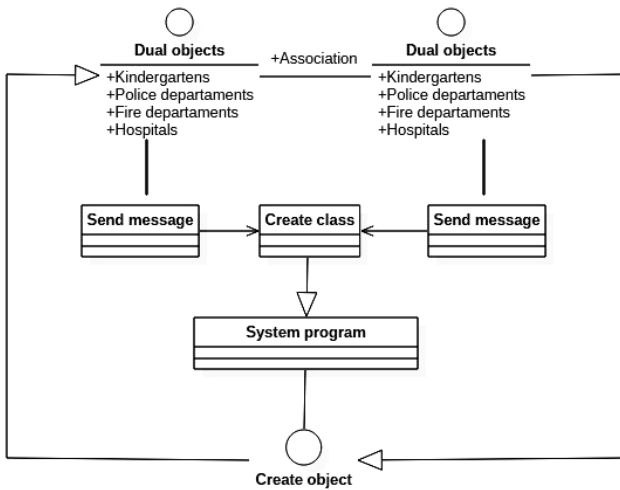 Dual objects
+Kindergartens
+Police departaments
+Fire departaments
+Hospitals
+Association
Dual objects
+Kindergartens
+Police departaments
+Fire departaments
+Hospitals
Send message
Create class
Send message
System program
Create object